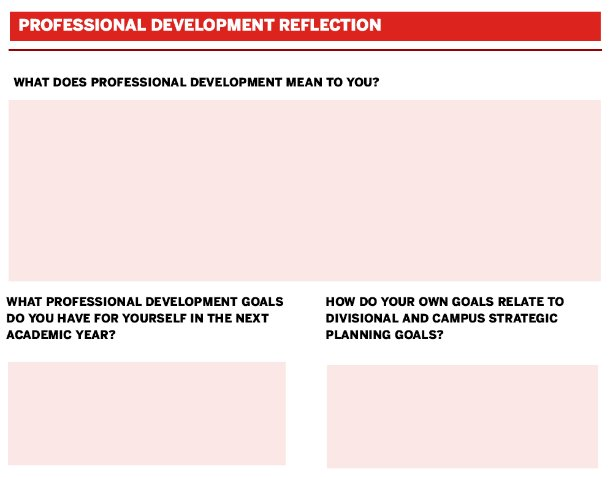 PROFESSIONAL DEVELOPMENT REFLECTION
WHAT DOES PROFESSIONAL DEVELOPMENT MEAN TO YOU?
WHAT PROFESSIONAL DEVELOPMENT GOALS
DO YOU HAVE FOR YOURSELF IN THE NEXT
ACADEMIC YEAR?
HOW DO YOUR OWN GOALS RELATE TO
DIVISIONAL AND CAMPUS STRATEGIC
PLANNING GOALS?